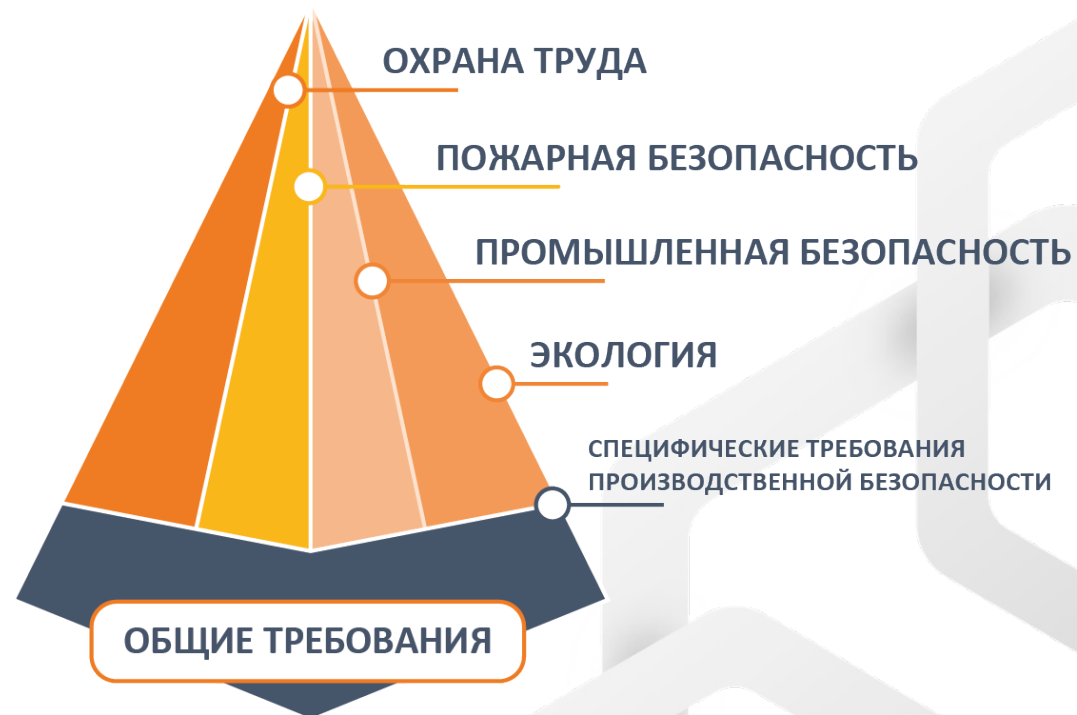 ОХРАНА ТРУДА
ПОЖАРНАЯ БЕЗОПАСНОСТЬ
ПРОМЫШЛЕННАЯ БЕЗОПАСНОСТЬ
ЭКОЛОГИЯ
СПЕЦИФИЧЕСКИЕ ТРЕБОВАНИЯ
ПРОИЗВОДСТВЕННОЙ БЕЗОПАСНОСТИ
ОБЩИЕ ТРЕБОВАНИЯ